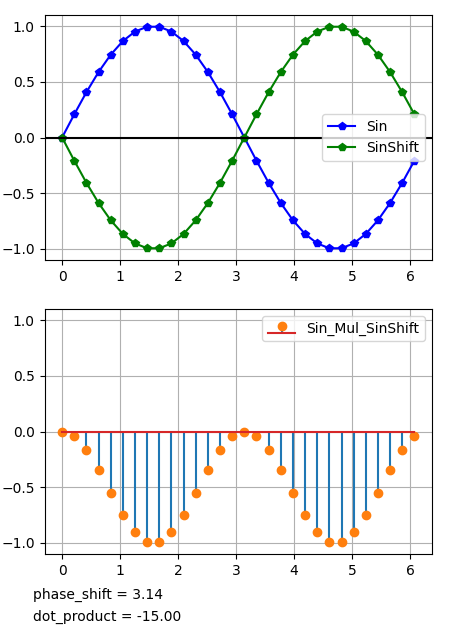 1.0
0.5
0.0
−0.5
−1.0
Sin
SinShift
0 1 2 3 4 5 6
Sin_Mul_SinShift
1.0
0.5
0.0
−0.5
−1.0
0 1 2 3 4 5 6
phase_shift = 3.14
dot_product = -15.00